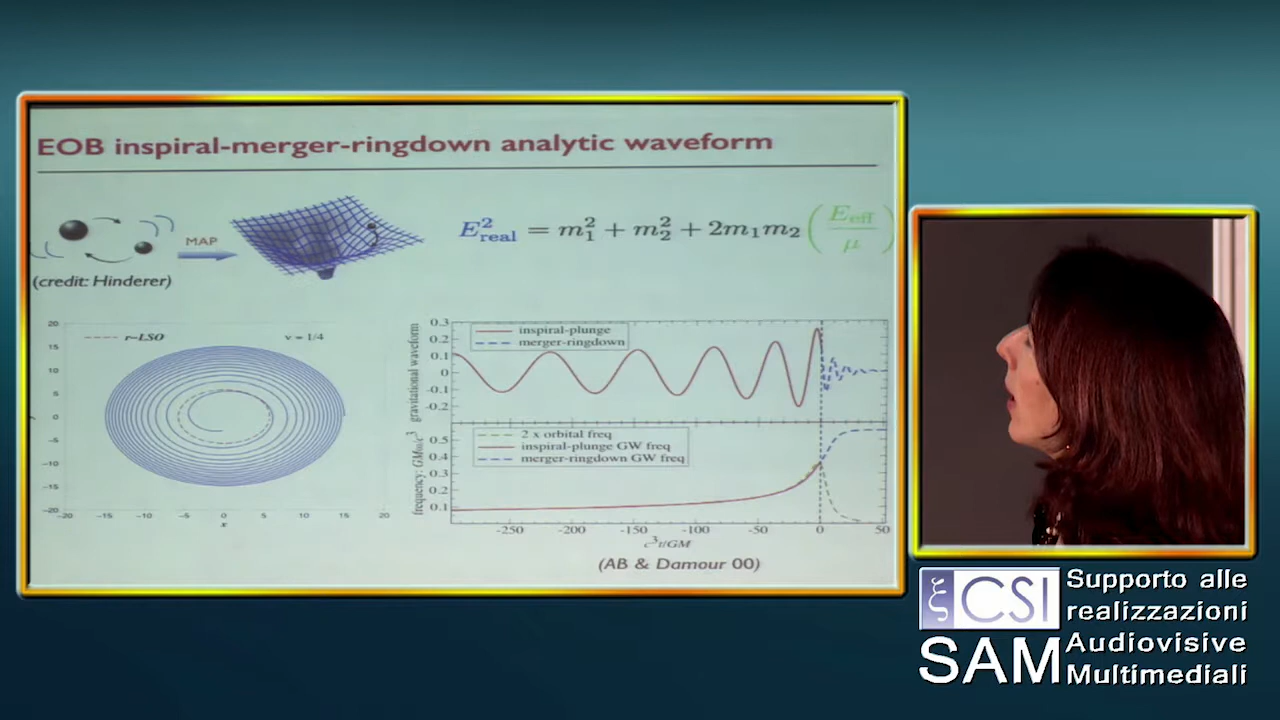 EOB inspiral-merger-ringdown analytic waveform
MAP
(credit: Hinderer)
E²real = m₁² + m₂² + 2m₁m₂ (Eeff/μ)
20
15
10
5
0
-5
-10
-15
-20
r-LSO
ν = 1/4
-20 -15 -10 -5 0 5 10 15 20
x
gravitational waveform
0.3
0.2
0.1
0
-0.1
-0.2
inspiral-plunge
merger-ringdown
frequency: GMω/c³
0.5
0.4
0.3
0.2
0.1
2 x orbital freq
inspiral-plunge GW freq
merger-ringdown GW freq
-250 -200 -150 -100 -50 0 50
c³t/GM
(AB & Damour 00)
ξ CSI
SAM
Supporto alle
realizzazioni
Audiovisive
Multimediali